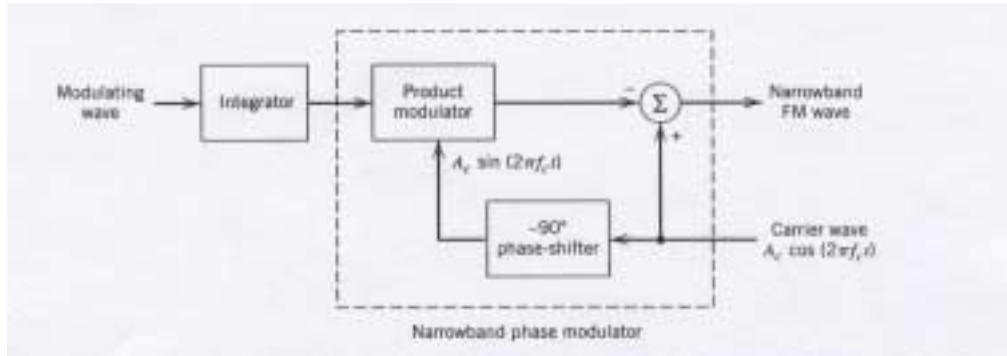 Modulating
wave
Integrator
Product
modulator
−
Σ
+
Narrowband
FM wave
A_c sin (2πf_c t)
−90°
phase-shifter
Carrier wave
A_c cos (2πf_c t)
Narrowband phase modulator